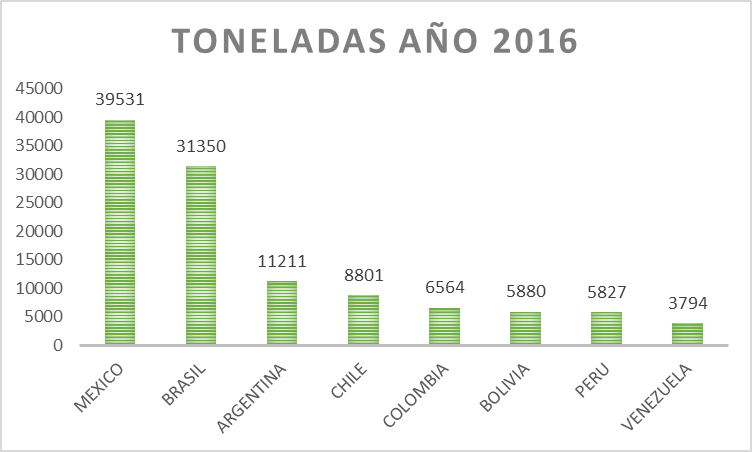 TONELADAS AÑO 2016
45000
40000
35000
30000
25000
20000
15000
10000
5000
0
39531
31350
11211
8801
6564
5880
5827
3794
MEXICO
BRASIL
ARGENTINA
CHILE
COLOMBIA
BOLIVIA
PERU
VENEZUELA